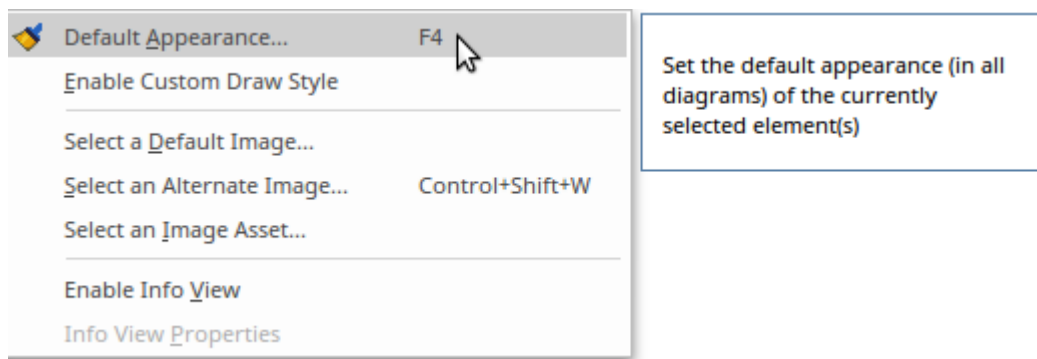 Default Appearance... F4
Enable Custom Draw Style
Select a Default Image...
Select an Alternate Image... Control+Shift+W
Select an Image Asset...
Enable Info View
Info View Properties
Set the default appearance (in all
diagrams) of the currently
selected element(s)